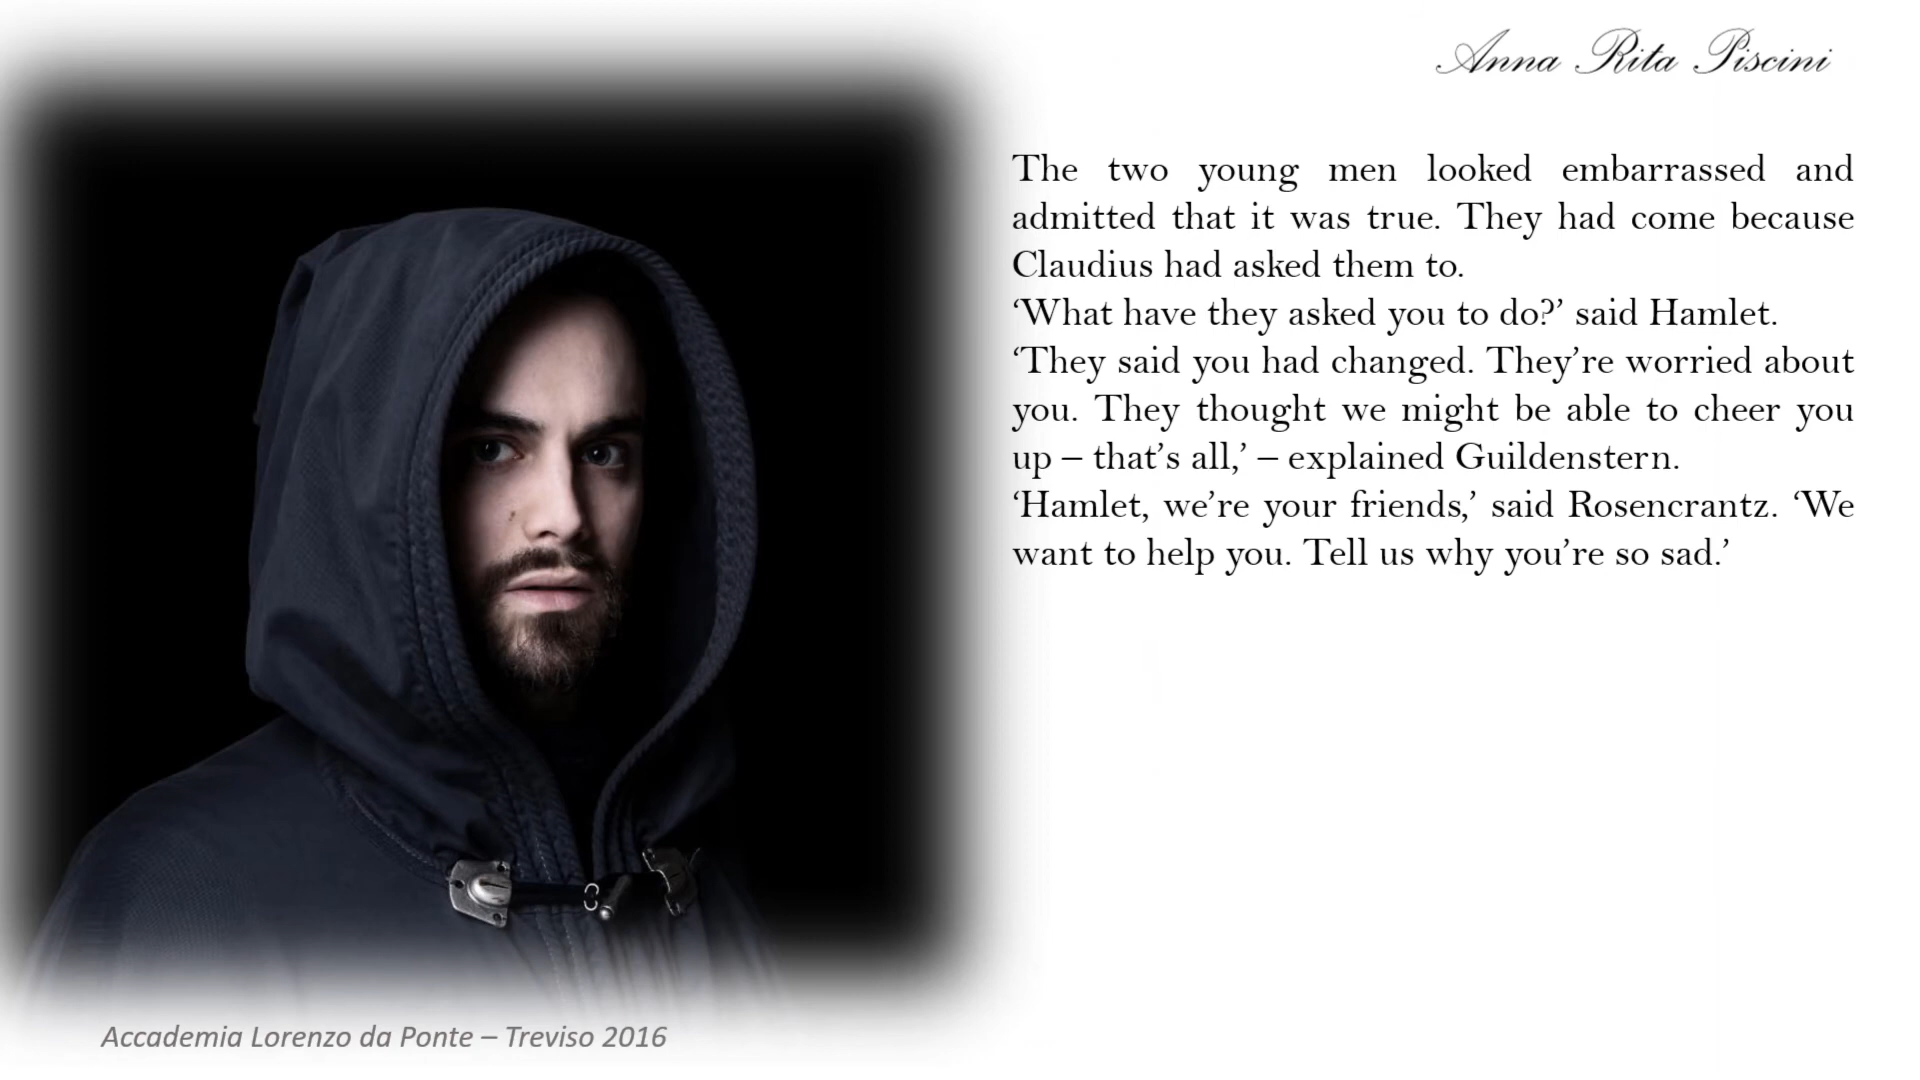 Anna Rita Piscini
The two young men looked embarrassed and
admitted that it was true. They had come because
Claudius had asked them to.
‘What have they asked you to do?’ said Hamlet.
‘They said you had changed. They’re worried about
you. They thought we might be able to cheer you
up – that’s all,’ – explained Guildenstern.
‘Hamlet, we’re your friends,’ said Rosencrantz. ‘We
want to help you. Tell us why you’re so sad.’
Accademia Lorenzo da Ponte – Treviso 2016